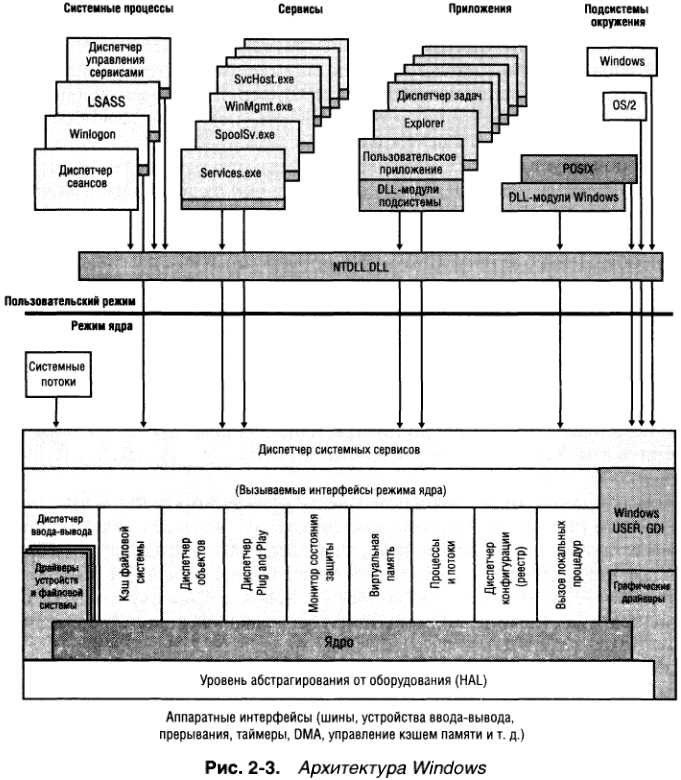 Системные процессы
Сервисы
Приложения
Подсистемы
окружения
Диспетчер
управления
сервисами
LSASS
Winlogon
Диспетчер
сеансов
SvcHost.exe
WinMgmt.exe
SpoolSv.exe
Services.exe
Диспетчер задач
Explorer
Пользовательское
приложение
DLL-модули
подсистемы
Windows
OS/2
POSIX
DLL-модули Windows
NTDLL.DLL
Пользовательский режим
Режим ядра
Системные
потоки
Диспетчер системных сервисов
(Вызываемые интерфейсы режима ядра)
Диспетчер
ввода-вывода
Драйверы
устройств
и файловой
системы
Кэш файловой
системы
Диспетчер
объектов
Диспетчер
Plug and Play
Монитор состояния
защиты
Виртуальная
память
Процессы
и потоки
Диспетчер
конфигурации
(реестр)
Вызов локальных
процедур
Windows
USER, GDI
Графические
драйверы
Ядро
Уровень абстрагирования от оборудования (HAL)
Аппаратные интерфейсы (шины, устройства ввода-вывода,
прерывания, таймеры, DMA, управление кэшем памяти и т. д.)
Рис. 2-3. Архитектура Windows